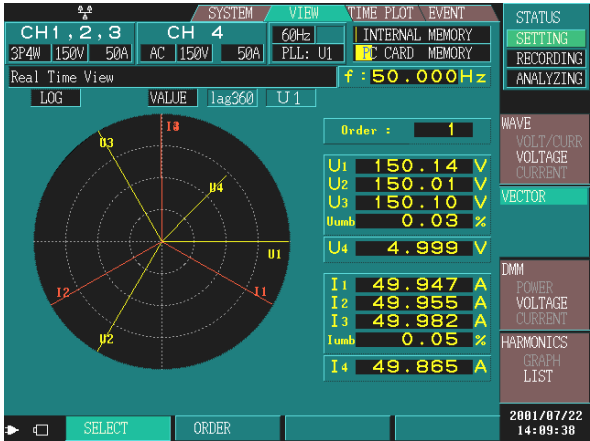 SYSTEM VIEW TIME PLOT EVENT STATUS
CH1,2,3 CH 4 60Hz INTERNAL MEMORY SETTING
3P4W 150V 50A AC 150V 50A PLL: U1 PC CARD MEMORY RECORDING
Real Time View f:50.000Hz ANALYZING
LOG VALUE lag360 U1
Order : 1
WAVE
VOLT/CURR
VOLTAGE
CURRENT
VECTOR
U3
I3
U4
U1
I2
I1
U2
U1 150.14 V
U2 150.01 V
U3 150.10 V
Uumb 0.03 %
U4 4.999 V
I1 49.947 A
I2 49.955 A
I3 49.982 A
Iumb 0.05 %
I4 49.865 A
DMM
POWER
VOLTAGE
CURRENT
HARMONICS
GRAPH
LIST
SELECT ORDER
2001/07/22
14:09:38